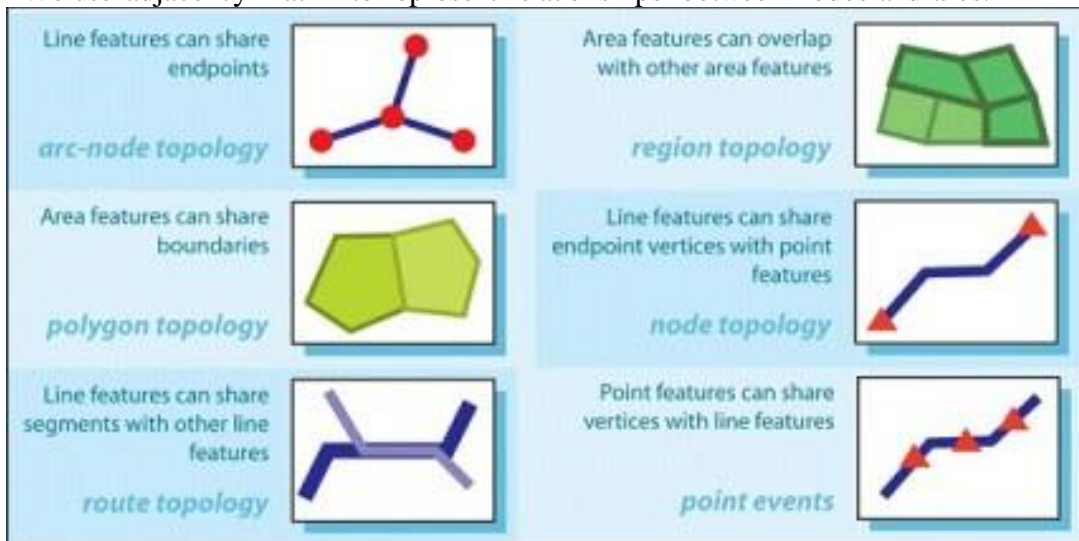 Line features can share
endpoints
arc-node topology
Area features can overlap
with other area features
region topology
Area features can share
boundaries
polygon topology
Line features can share
endpoint vertices with point
features
node topology
Line features can share
segments with other line
features
route topology
Point features can share
vertices with line features
point events